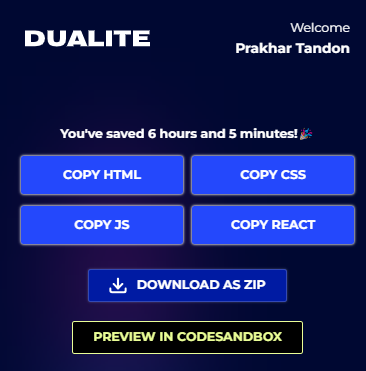 DUALITE
Welcome
Prakhar Tandon
You've saved 6 hours and 5 minutes!🎉
COPY HTML
COPY CSS
COPY JS
COPY REACT
DOWNLOAD AS ZIP
PREVIEW IN CODESANDBOX